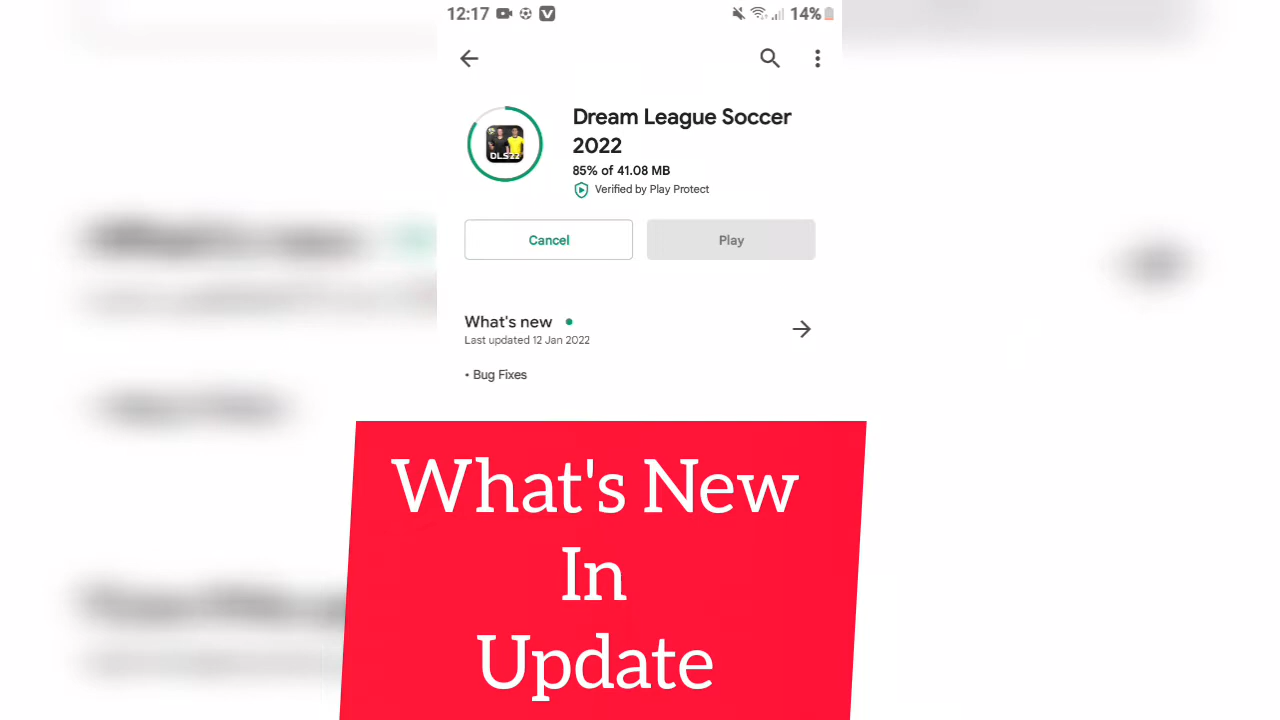 12:17 14%
Dream League Soccer
2022
DLS22
85% of 41.08 MB
Verified by Play Protect
Cancel Play
What's new
Last updated 12 Jan 2022
• Bug Fixes
What's New
In
Update